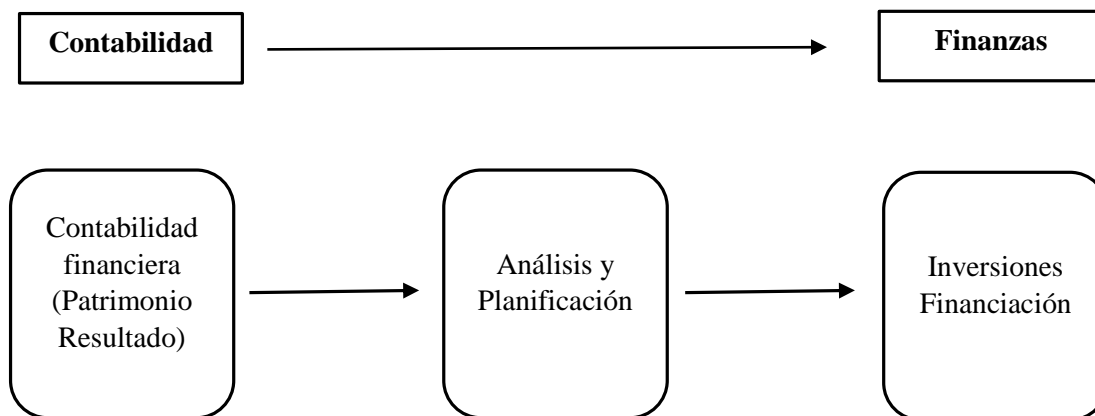 Contabilidad
Finanzas
Contabilidad
financiera
(Patrimonio
Resultado)
Análisis y
Planificación
Inversiones
Financiación